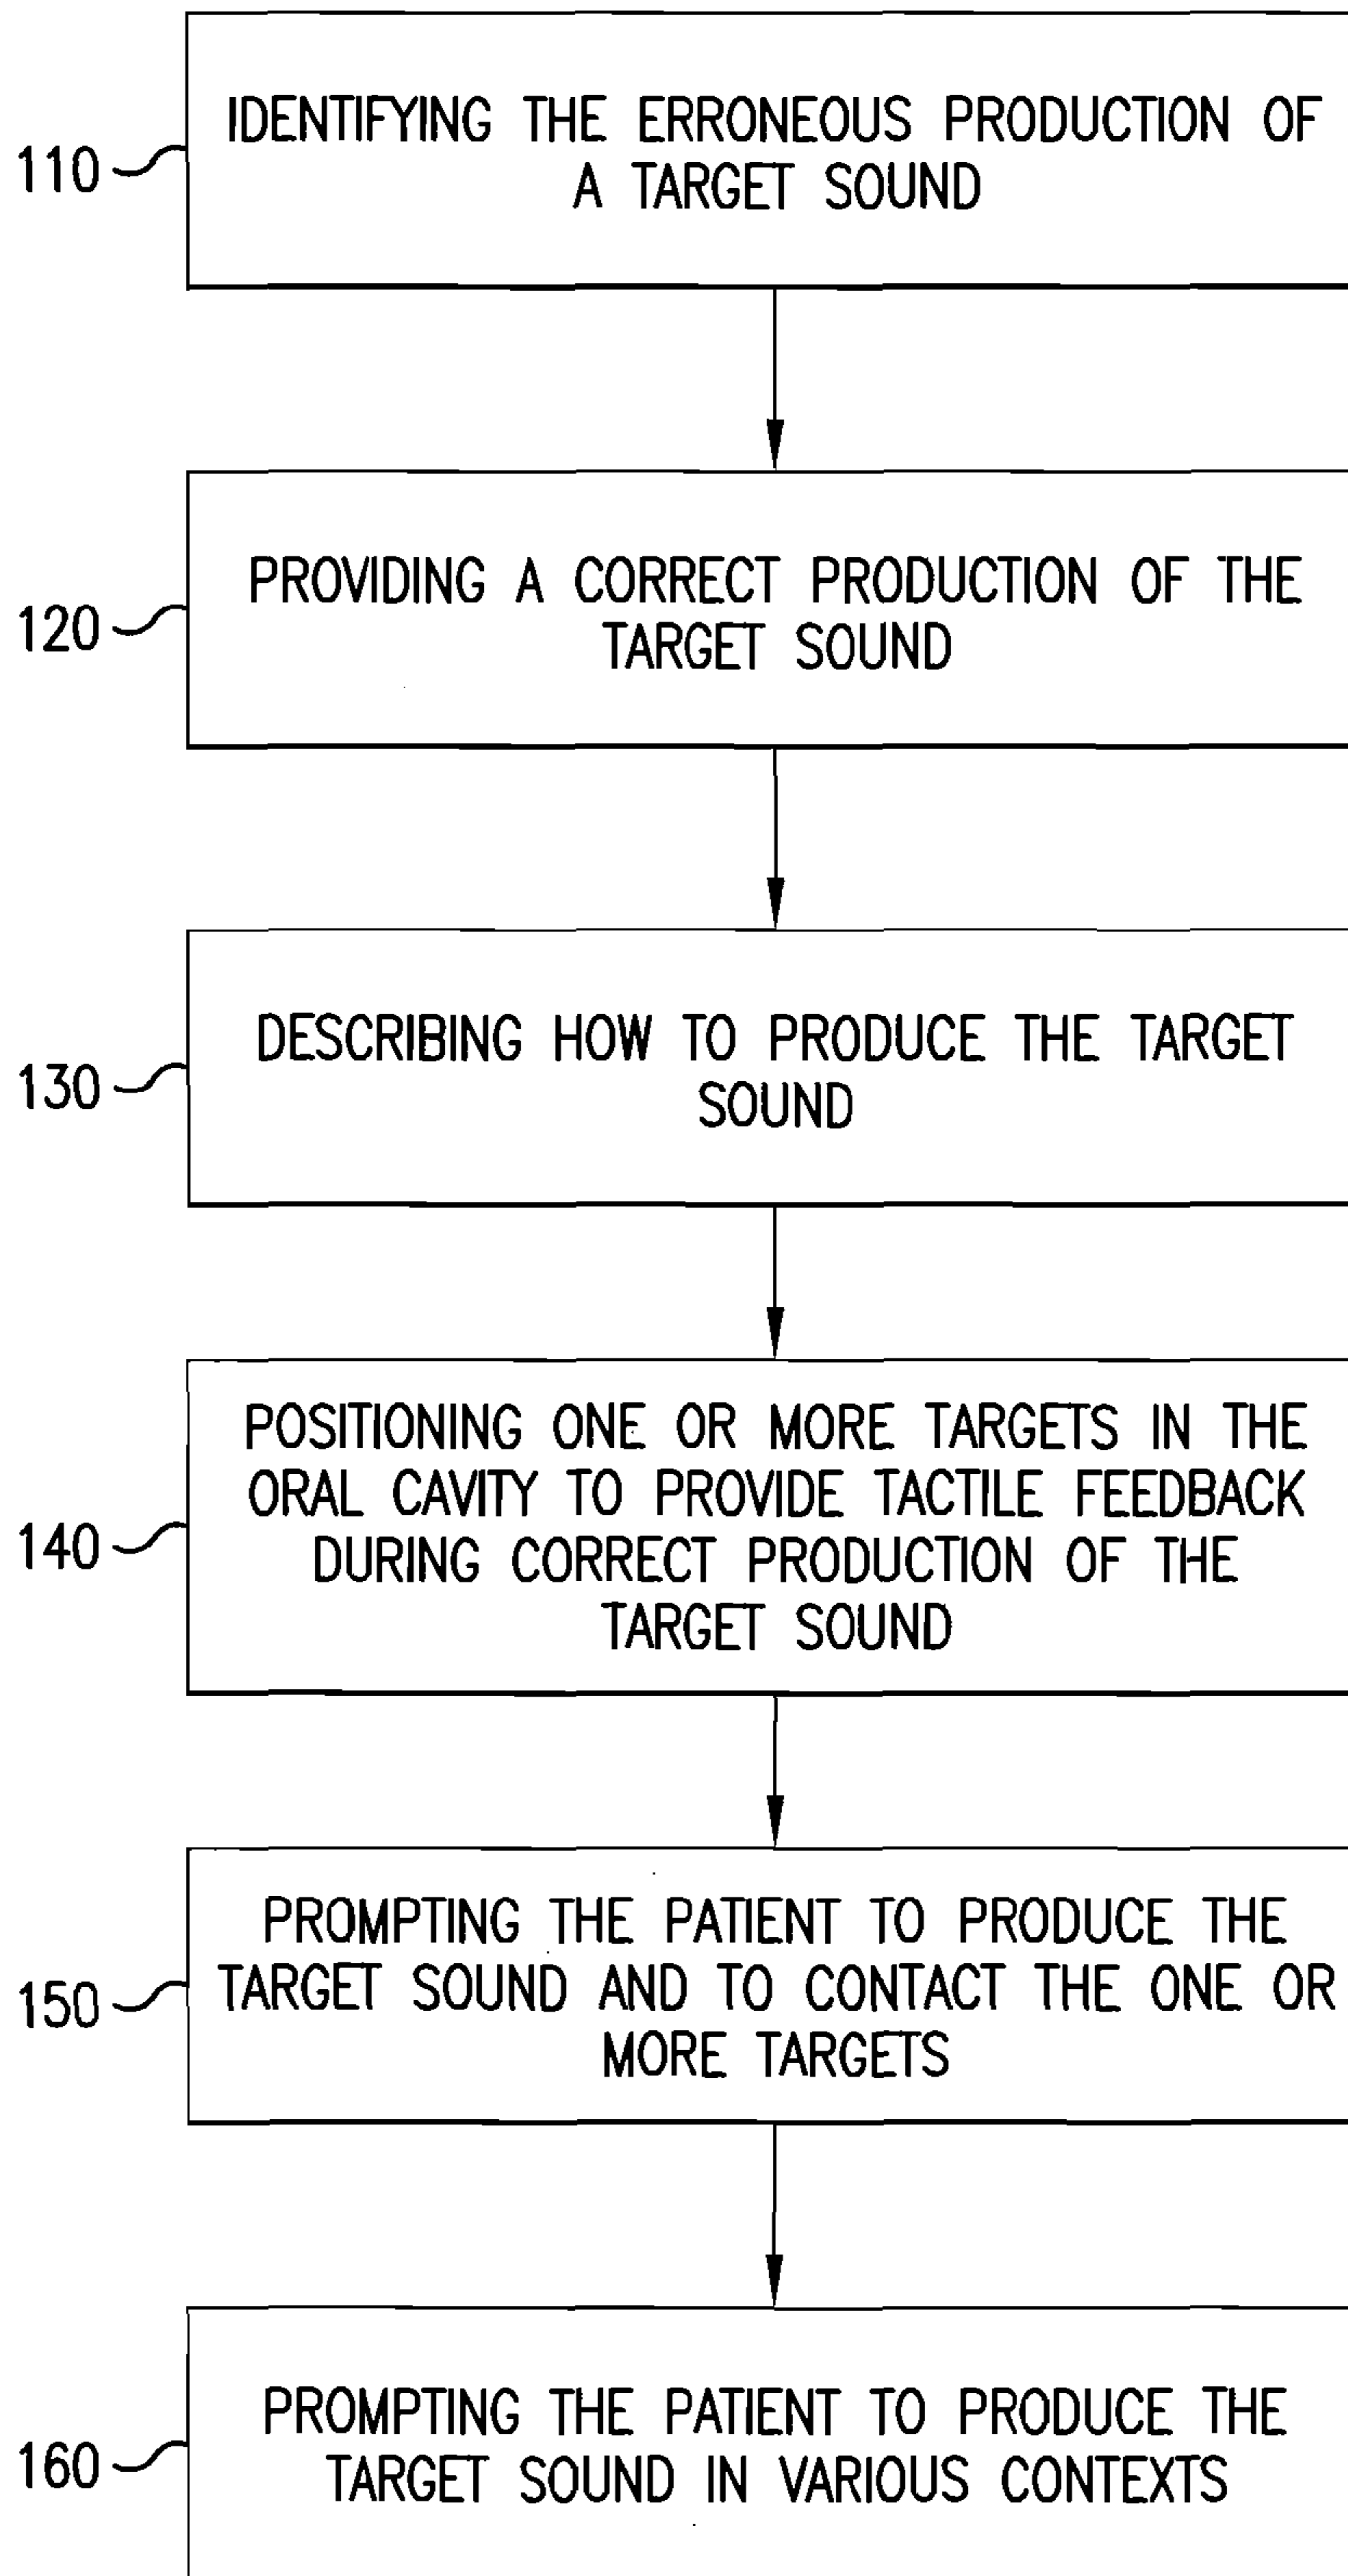 IDENTIFYING THE ERRONEOUS PRODUCTION OF
A TARGET SOUND
110
PROVIDING A CORRECT PRODUCTION OF THE
TARGET SOUND
120
DESCRIBING HOW TO PRODUCE THE TARGET
SOUND
130
POSITIONING ONE OR MORE TARGETS IN THE
ORAL CAVITY TO PROVIDE TACTILE FEEDBACK
DURING CORRECT PRODUCTION OF THE
TARGET SOUND
140
PROMPTING THE PATIENT TO PRODUCE THE
TARGET SOUND AND TO CONTACT THE ONE OR
MORE TARGETS
150
PROMPTING THE PATIENT TO PRODUCE THE
TARGET SOUND IN VARIOUS CONTEXTS
160